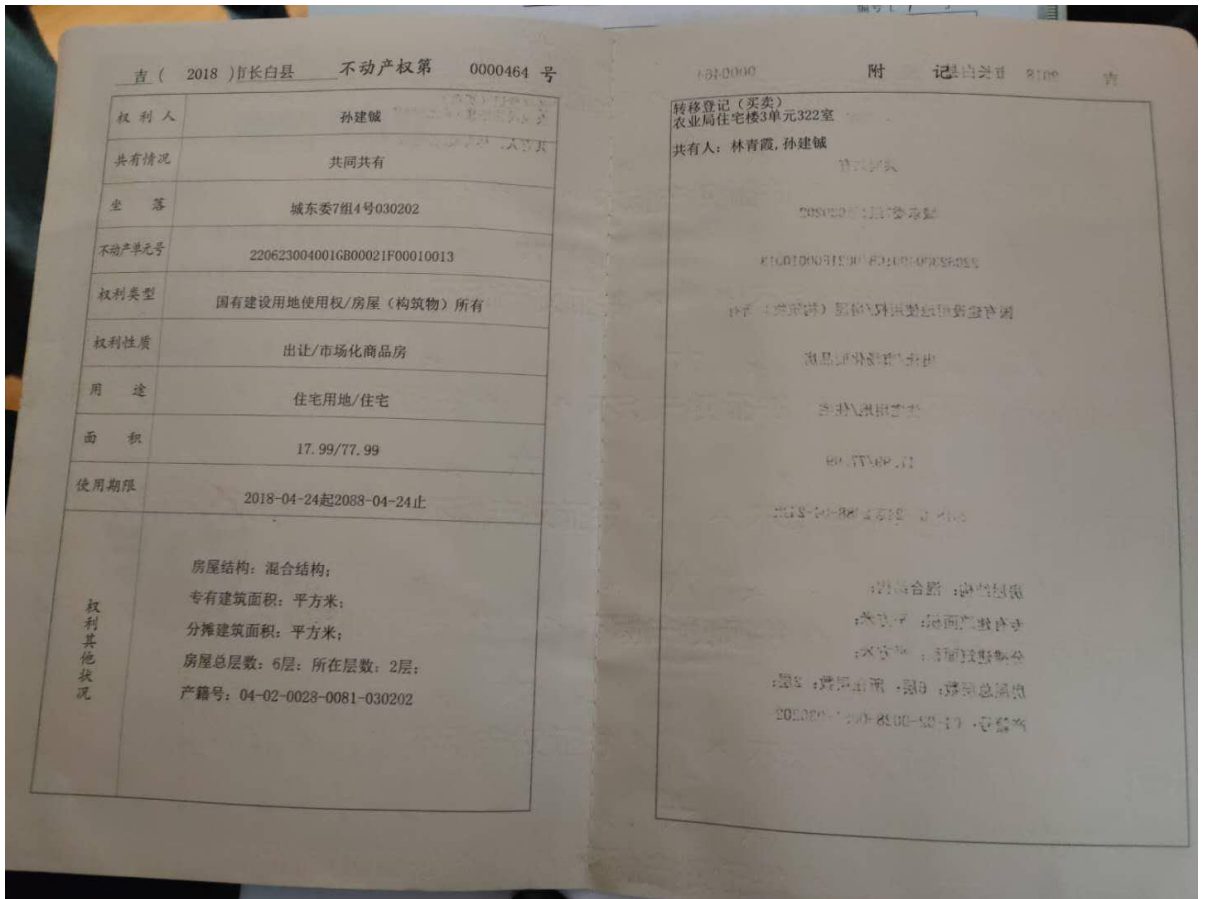 吉( 2018 )市长白县 不动产权第 0000464 号
权利人 孙建铖
共有情况 共同共有
坐落 城东委7组4号030202
不动产单元号 220623004001GB00021F00010013
权利类型 国有建设用地使用权/房屋(构筑物)所有
权利性质 出让/市场化商品房
用途 住宅用地/住宅
面积 17.99/77.99
使用期限 2018-04-24起2088-04-24止
权利其他状况
房屋结构:混合结构;
专有建筑面积:平方米;
分摊建筑面积:平方米;
房屋总层数:6层;所在层数:2层;
产籍号:04-02-0028-0081-030202
附 记
转移登记(买卖)
农业局住宅楼3单元322室
共有人:林青霞,孙建铖